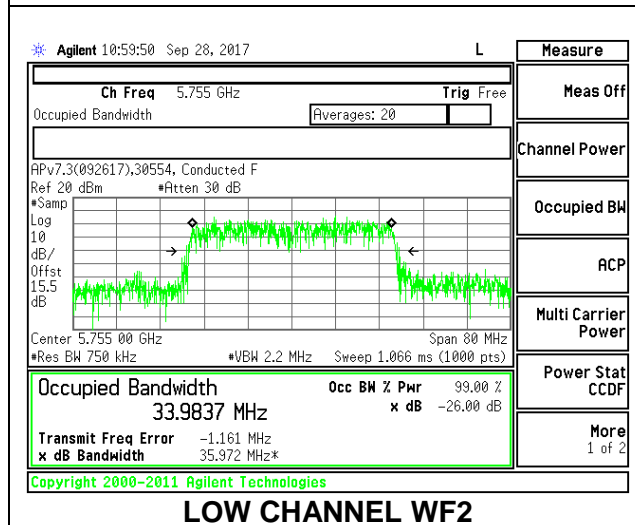 Agilent 10:59:50 Sep 28, 2017 L
Measure
Ch Freq 5.755 GHz Trig Free
Occupied Bandwidth Averages: 20
APv7.3(092617),30554, Conducted F
Ref 20 dBm #Atten 30 dB
#Samp
Log
10
dB/
Offst
15.5
dB
Center 5.755 00 GHz Span 80 MHz
#Res BW 750 kHz #VBW 2.2 MHz Sweep 1.066 ms (1000 pts)
Occupied Bandwidth Occ BW % Pwr 99.00 %
33.9837 MHz x dB -26.00 dB
Transmit Freq Error -1.161 MHz
x dB Bandwidth 35.972 MHz*
Copyright 2000-2011 Agilent Technologies
Meas Off
Channel Power
Occupied BW
ACP
Multi Carrier
Power
Power Stat
CCDF
More
1 of 2
LOW CHANNEL WF2